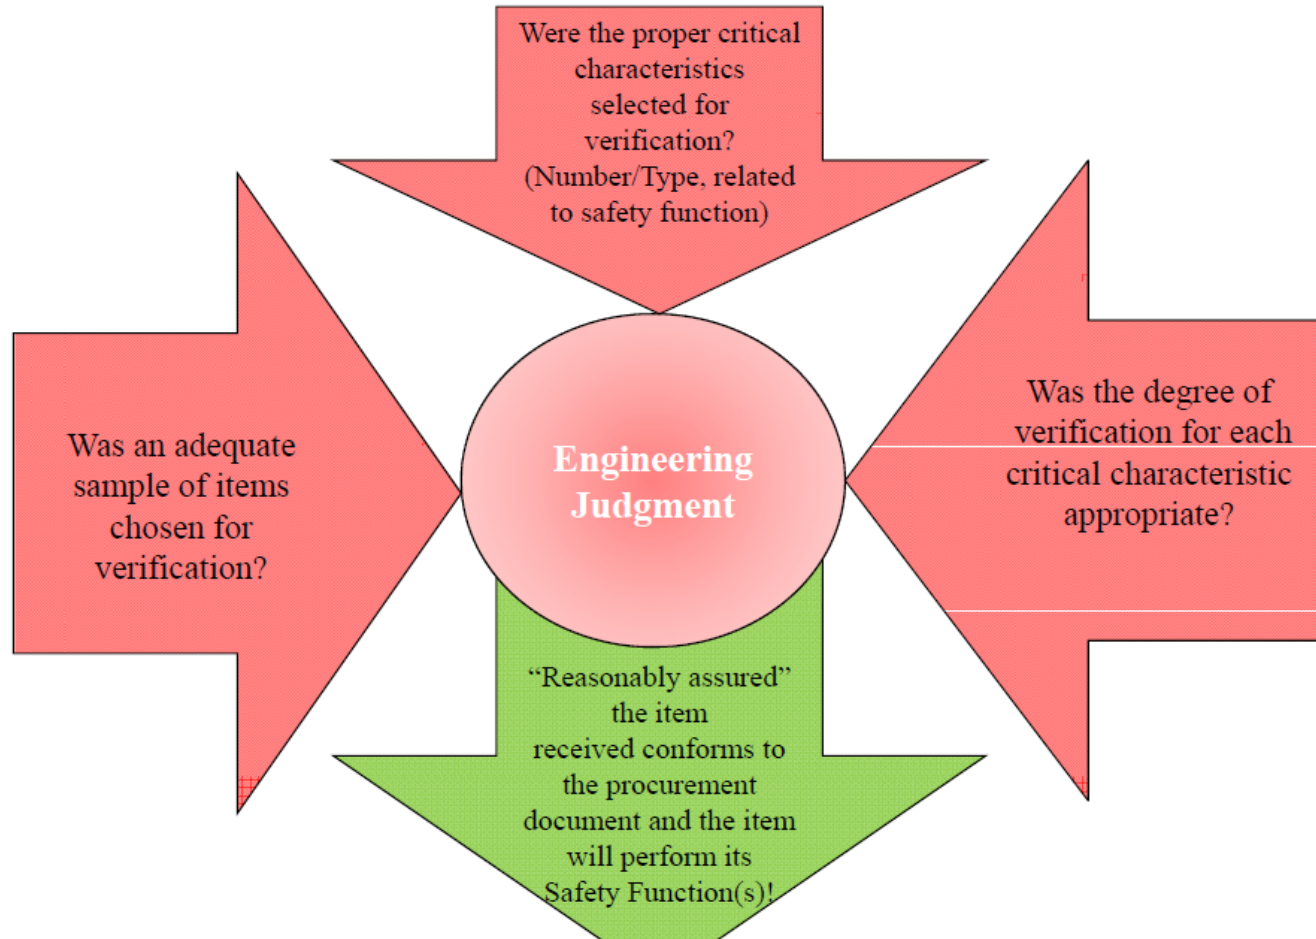 Were the proper critical
characteristics
selected for
verification?
(Number/Type, related
to safety function)
Was an adequate
sample of items
chosen for
verification?
Engineering
Judgment
Was the degree of
verification for each
critical characteristic
appropriate?
“Reasonably assured”
the item
received conforms to
the procurement
document and the item
will perform its
Safety Function(s)!